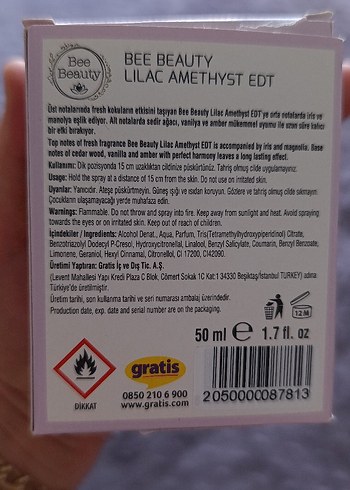 Bee
Beauty
BEE BEAUTY
LILAC AMETHYST EDT
Üst notalarında fresh kokuların etkisini taşıyan Bee Beauty Lilac Amethyst EDT'ye orta notalarda iris ve
manolya eşlik ediyor. Alt notalarda sedir ağacı, vanilya ve amber mükemmel uyumu ile uzun süre kalıcı
bir etki bırakıyor.
Top notes of fresh fragrance Bee Beauty Lilac Amethyst EDT is accompanied by iris and magnolia. Base
notes of cedar wood, vanilla and amber with perfect harmony leaves a long lasting effect.
Kullanım: Dik pozisyonda 15 cm uzaklıktan cildinize püskürtünüz. Tahriş olmuş cilde uygulamayınız.
Usage: Hold the spray at a distance of 15 cm from the skin. Do not use on irritated skin.
Uyarılar: Yanıcıdır. Ateşe püskürtmeyin. Güneş ışığı ve ısıdan koruyun. Gözlere ve tahriş olmuş cilde sıkmayın.
Çocukların ulaşamayacağı yerde muhafaza edin.
Warnings: Flammable. Do not throw and spray into fire. Keep away from sunlight and heat. Avoid spraying
towards the eyes or on irritated skin. Keep out of reach of children.
İçindekiler / Ingredients: Alcohol Denat., Aqua, Parfum, Tris(Tetramethylhydroxypiperidinol) Citrate,
Benzotriazolyl Dodecyl P-Cresol, Hydroxycitronellal, Linalool, Benzyl Salicylate, Coumarin, Benzyl Benzoate,
Limonene, Geraniol, Hexyl Cinnamal, Citronellol, CI 17200, CI42090.
Üretimi Yaptıran: Gratis İç ve Dış Tic. A.Ş.
(Levent Mahallesi Yapı Kredi Plaza C Blok, Cömert Sokak 1C Kat:1 34330 Beşiktaş/İstanbul TURKEY) adına
Türkiye'de üretilmiştir.
Üretim tarihi, son kullanma tarihi ve seri numarası ambalaj üzerindedir.
Production date, exp. date and serial number are on the packaging.
12 M
50 ml e 1.7 fl. oz
gratis
0850 210 6 900
www.gratis.com
DİKKAT
2050000087813